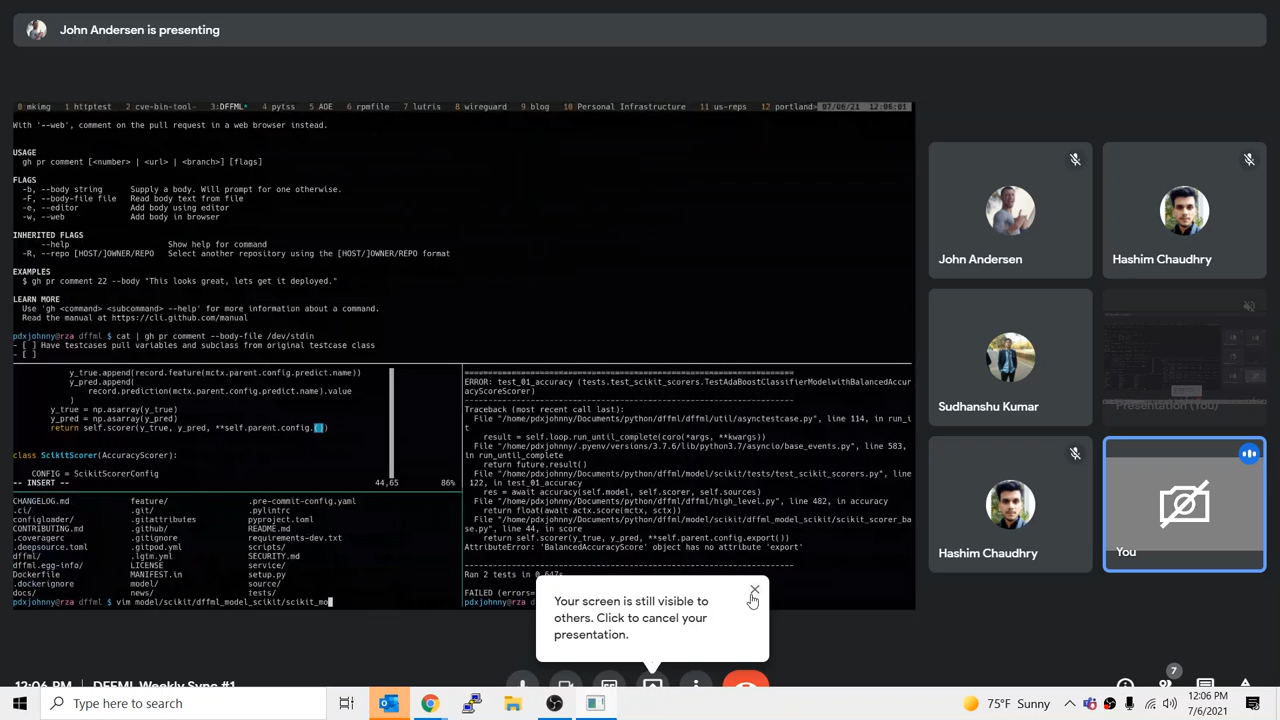 John Andersen is presenting
0 mkimg 1 httptest 2 cve-bin-tool- 3:DFFML* 4 pytss 5 AOE 6 rpmfile 7 lutris 8 wireguard 9 blog 10 Personal Infrastructure 11 us-reps 12 portland> 07/06/21 12:06:01
With '--web', comment on the pull request in a web browser instead.
USAGE
gh pr comment [<number> | <url> | <branch>] [flags]
FLAGS
-b, --body string Supply a body. Will prompt for one otherwise.
-F, --body-file file Read body text from file
-e, --editor Add body using editor
-w, --web Add body in browser
INHERITED FLAGS
--help Show help for command
-R, --repo [HOST/]OWNER/REPO Select another repository using the [HOST/]OWNER/REPO format
EXAMPLES
$ gh pr comment 22 --body "This looks great, lets get it deployed."
LEARN MORE
Use 'gh <command> <subcommand> --help' for more information about a command.
Read the manual at https://cli.github.com/manual
pdxjohnny@rza dffml $ cat | gh pr comment --body-file /dev/stdin
- [ ] Have testcases pull variables and subclass from original testcase class
- [ ]
y_true.append(record.feature(mctx.parent.config.predict.name))
y_pred.append(
record.prediction(mctx.parent.config.predict.name).value
)
y_true = np.asarray(y_true)
y_pred = np.asarray(y_pred)
return self.scorer(y_true, y_pred, **self.parent.config.())
class ScikitScorer(AccuracyScorer):
CONFIG = ScikitScorerConfig
-- INSERT -- 44,65 86%
ERROR: test_01_accuracy (tests.test_scikit_scorers.TestAdaBoostClassifierModelwithBalancedAccur
acyScoreScorer)
Traceback (most recent call last):
File "/home/pdxjohnny/Documents/python/dffml/dffml/util/asynctestcase.py", line 114, in run_i
t
result = self.loop.run_until_complete(coro(*args, **kwargs))
File "/home/pdxjohnny/.pyenv/versions/3.7.6/lib/python3.7/asyncio/base_events.py", line 583,
in run_until_complete
return future.result()
File "/home/pdxjohnny/Documents/python/dffml/model/scikit/tests/test_scikit_scorers.py", line
122, in test_01_accuracy
res = await accuracy(self.model, self.scorer, self.sources)
File "/home/pdxjohnny/Documents/python/dffml/dffml/high_level.py", line 482, in accuracy
return float(await actx.score(mctx, sctx))
File "/home/pdxjohnny/Documents/python/dffml/model/scikit/dffml_model_scikit/scikit_scorer_ba
se.py", line 44, in score
return self.scorer(y_true, y_pred, **self.parent.config.export())
AttributeError: 'BalancedAccuracyScore' object has no attribute 'export'
Ran 2 tests in 0.647s
FAILED (errors=
pdxjohnny@rza d
CHANGELOG.md feature/ .pre-commit-config.yaml
.ci/ .git/ .pylintrc
configloader/ .gitattributes pyproject.toml
CONTRIBUTING.md .github/ README.md
.coveragerc .gitignore requirements-dev.txt
.deepsource.toml .gitpod.yml scripts/
dffml/ .lgtm.yml SECURITY.md
dffml.egg-info/ LICENSE service/
Dockerfile MANIFEST.in setup.py
.dockerignore model/ source/
docs/ news/ tests/
pdxjohnny@rza dffml $ vim model/scikit/dffml_model_scikit/scikit_mo
John Andersen
Hashim Chaudhry
Sudhanshu Kumar
Presentation (You)
Hashim Chaudhry
You
Your screen is still visible to
others. Click to cancel your
presentation.
12:06 PM DFFML Weekly Sync #1
7
Type here to search
75°F Sunny
12:06 PM
7/6/2021